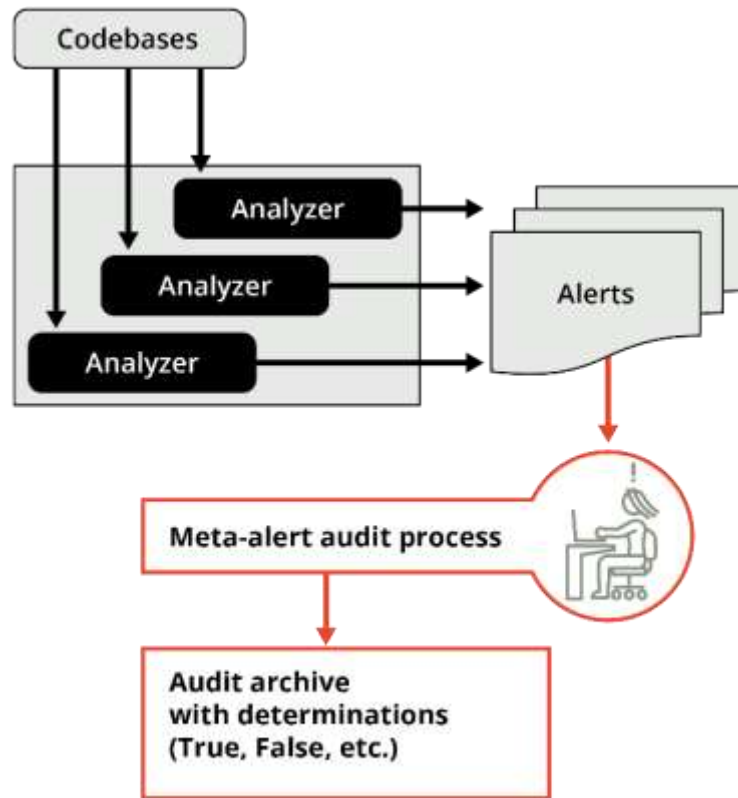 Codebases
Analyzer
Analyzer
Analyzer
Alerts
!
Meta-alert audit process
Audit archive
with determinations
(True, False, etc.)